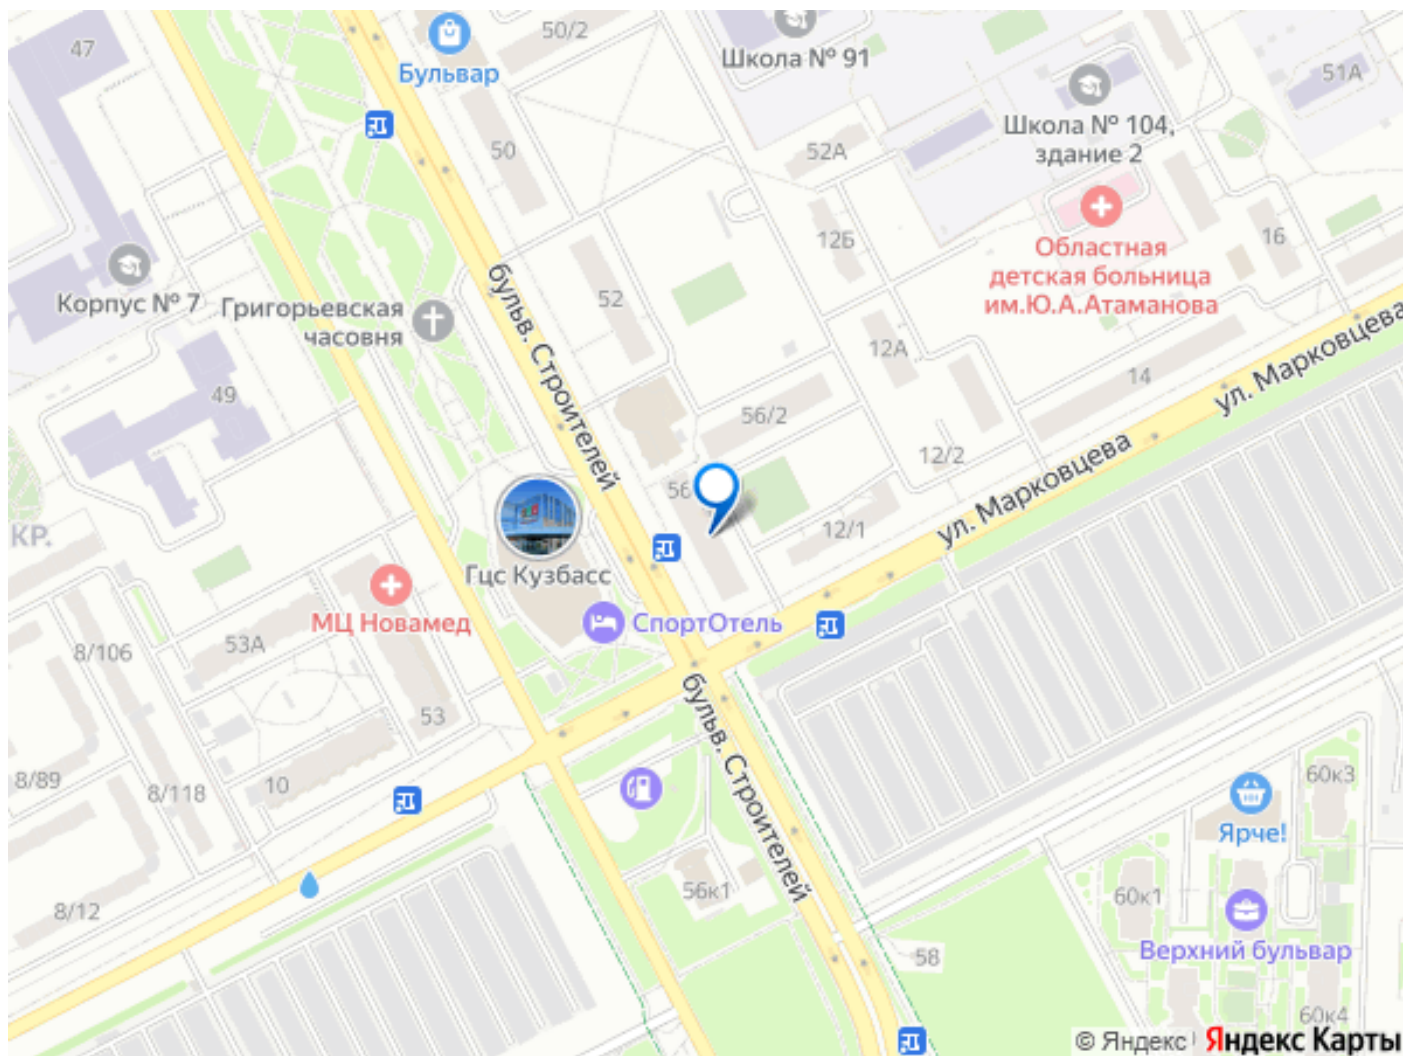 47
50/2
Бульвар
Школа № 91
51А
50
52А
Школа № 104,
здание 2
12Б
16
Областная
детская больница
им.Ю.А.Атаманова
Корпус № 7
Григорьевская
часовня
52
бульв. Строителей
12А
14
ул. Марковцева
49
56/2
12/2
ул. Марковцева
56
12/1
КР.
Гцс Кузбасс
МЦ Новамед
СпортОтель
8/106
53А
53
бульв. Строителей
8/89
8/118
10
60к3
Ярче!
56к1
60к1
8/12
Верхний бульвар
58
60к4
© Яндекс Яндекс Карты